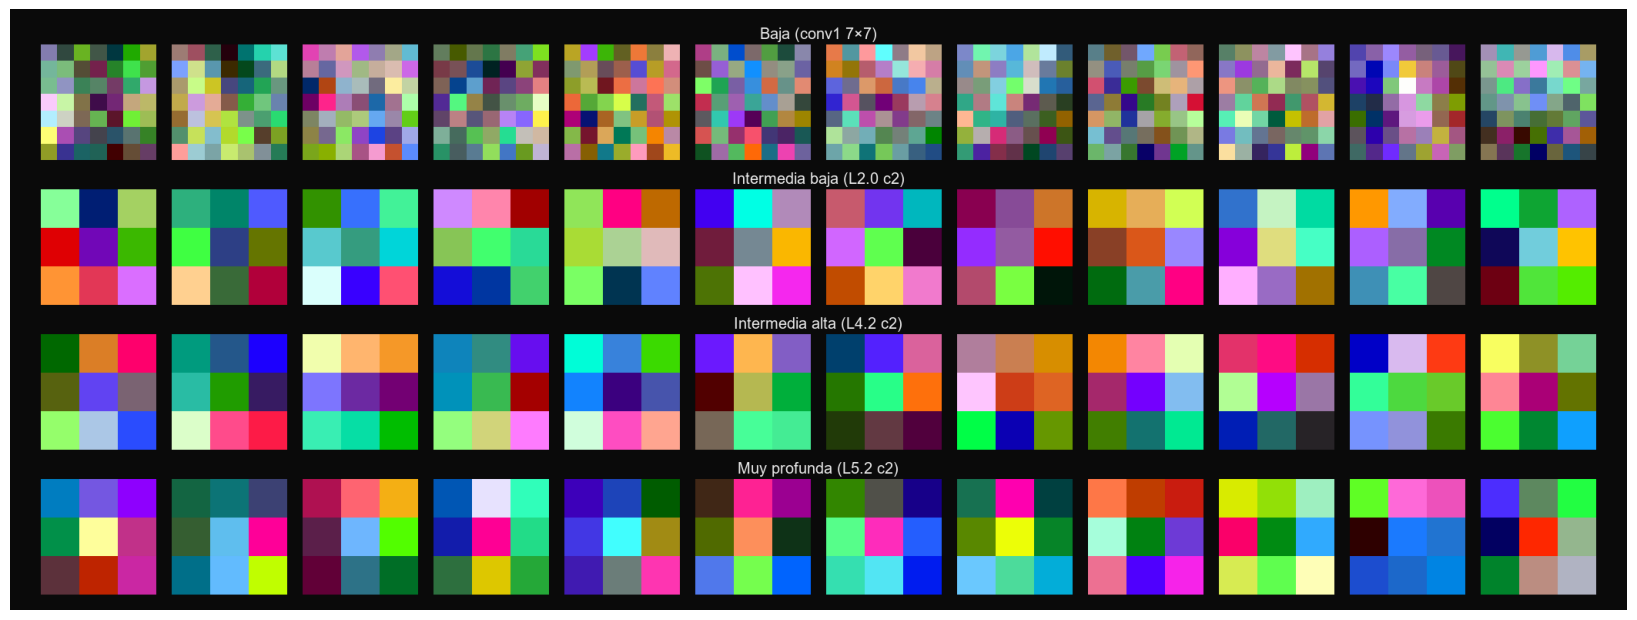 Baja (conv1 7×7)
Intermedia baja (L2.0 c2)
Intermedia alta (L4.2 c2)
Muy profunda (L5.2 c2)